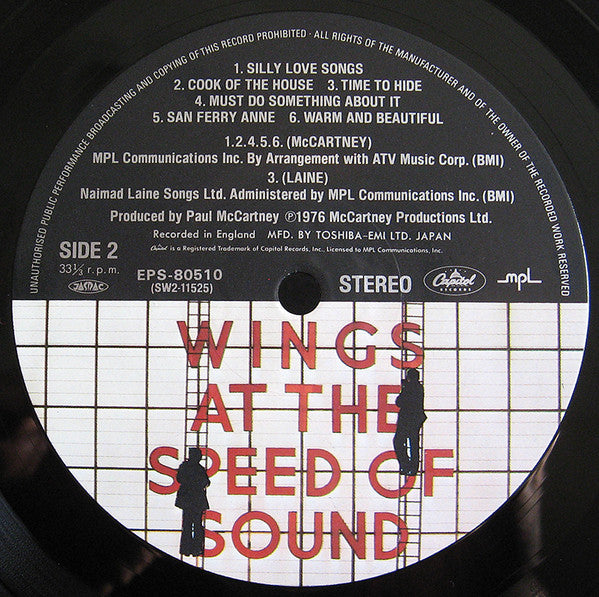 UNAUTHORISED PUBLIC PERFORMANCE BROADCASTING AND COPYING OF THIS RECORD PROHIBITED · ALL RIGHTS OF THE MANUFACTURER AND OF THE OWNER OF THE RECORDED WORK RESERVED
1. SILLY LOVE SONGS
2. COOK OF THE HOUSE 3. TIME TO HIDE
4. MUST DO SOMETHING ABOUT IT
5. SAN FERRY ANNE 6. WARM AND BEAUTIFUL
1.2.4.5.6. (McCARTNEY)
MPL Communications Inc. By Arrangement with ATV Music Corp. (BMI)
3. (LAINE)
Naimad Laine Songs Ltd. Administered by MPL Communications Inc. (BMI)
Produced by Paul McCartney ℗1976 McCartney Productions Ltd.
Recorded in England MFD. BY TOSHIBA-EMI LTD. JAPAN
Capitol is a Registered Trademark of Capitol Records, Inc., Licensed to MPL Communications, Inc.
SIDE 2
33⅓ r.p.m.
JASRAC
EPS-80510
(SW2-11525)
STEREO
Capitol
RECORDS
MPL
WINGS
AT THE
SPEED OF
SOUND